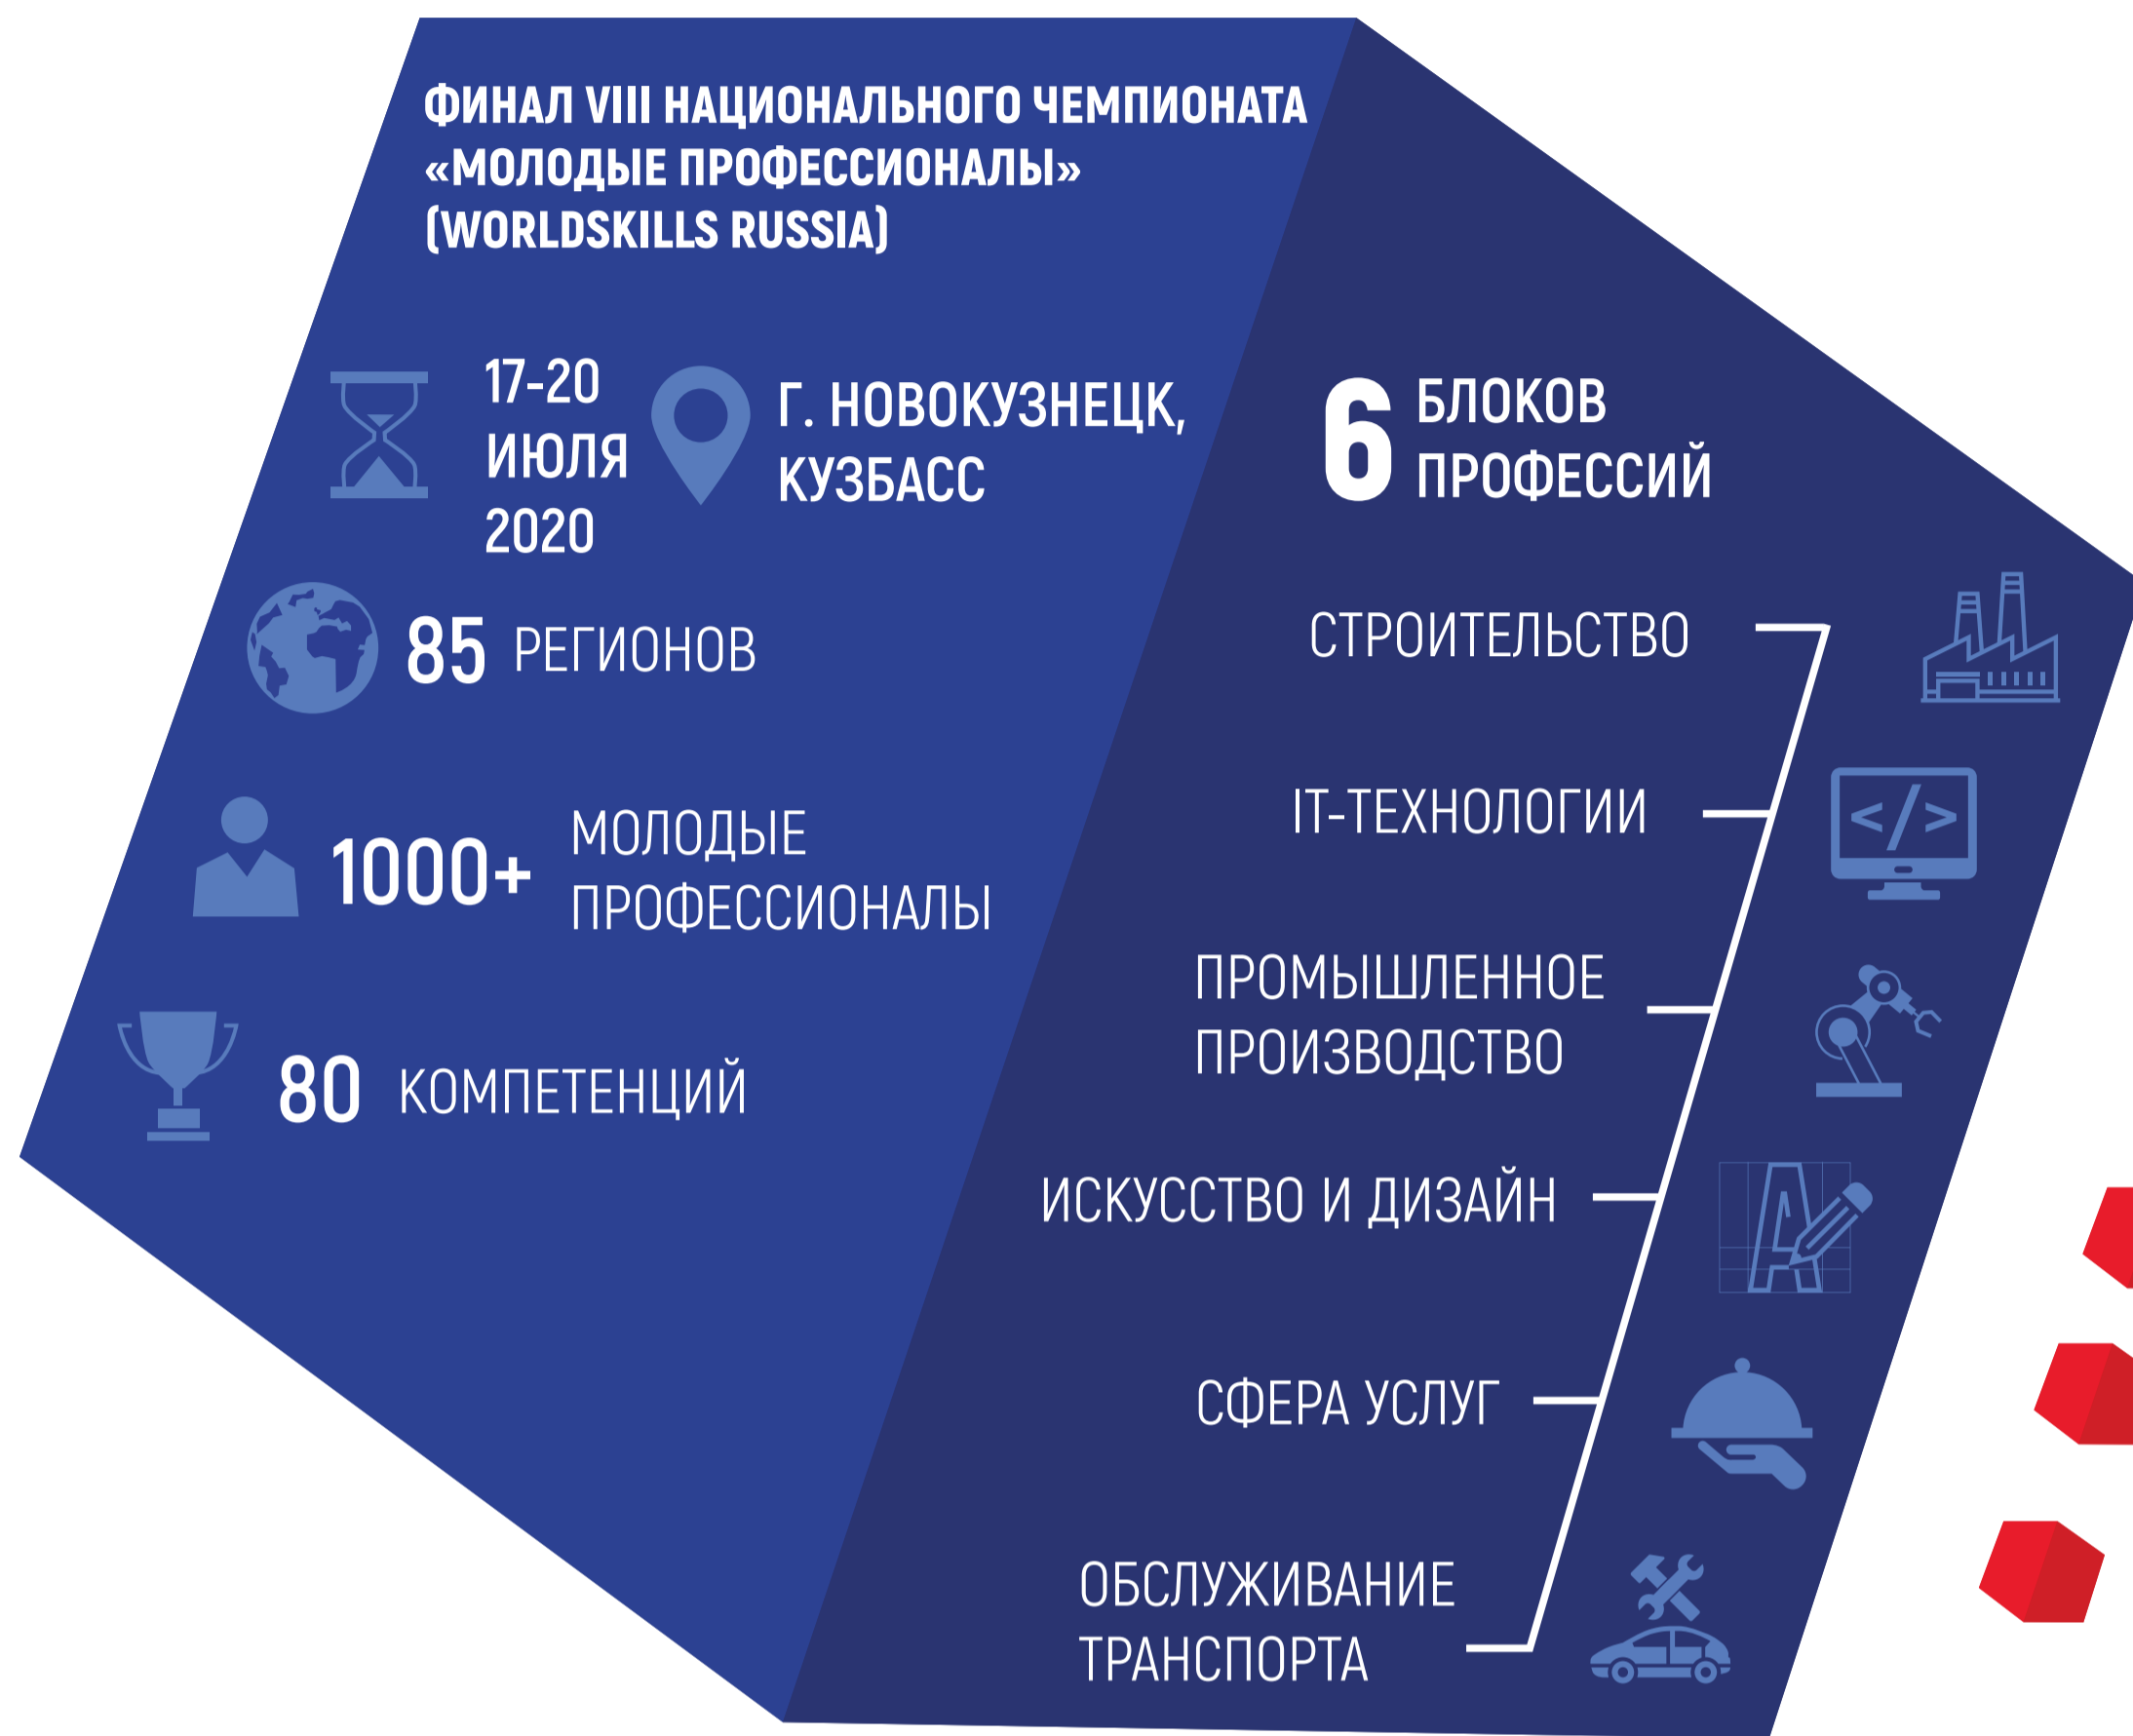 ФИНАЛ VIII НАЦИОНАЛЬНОГО ЧЕМПИОНАТА
«МОЛОДЫЕ ПРОФЕССИОНАЛЫ»
(WORLDSKILLS RUSSIA)
17-20
ИЮЛЯ
2020
Г. НОВОКУЗНЕЦК,
КУЗБАСС
85 РЕГИОНОВ
1000+ МОЛОДЫЕ
ПРОФЕССИОНАЛЫ
80 КОМПЕТЕНЦИЙ
6 БЛОКОВ
ПРОФЕССИЙ
СТРОИТЕЛЬСТВО
IT-ТЕХНОЛОГИИ
ПРОМЫШЛЕННОЕ
ПРОИЗВОДСТВО
ИСКУССТВО И ДИЗАЙН
СФЕРА УСЛУГ
ОБСЛУЖИВАНИЕ
ТРАНСПОРТА